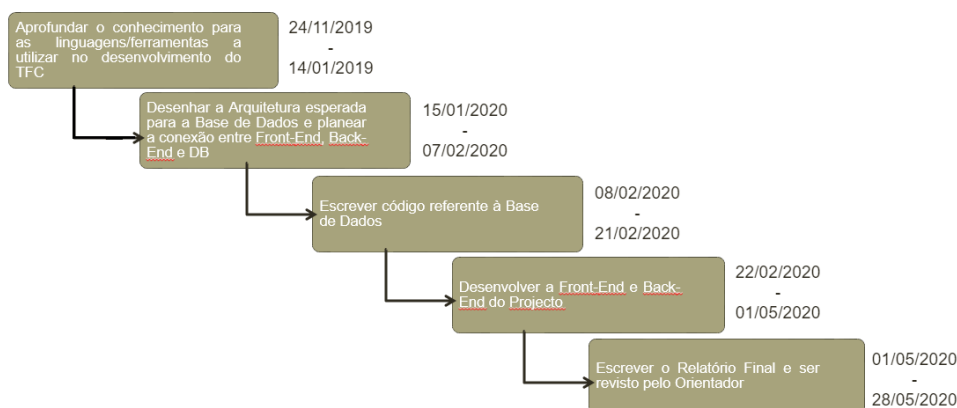 Aprofundar o conhecimento para
as linguagens/ferramentas a
utilizar no desenvolvimento do
TFC
24/11/2019
-
14/01/2019
Desenhar a Arquitetura esperada
para a Base de Dados e planear
a conexão entre Front-End, Back-
End e DB
15/01/2020
-
07/02/2020
Escrever código referente à Base
de Dados
08/02/2020
-
21/02/2020
Desenvolver a Front-End e Back-
End do Projecto
22/02/2020
-
01/05/2020
Escrever o Relatório Final e ser
revisto pelo Orientador
01/05/2020
-
28/05/2020